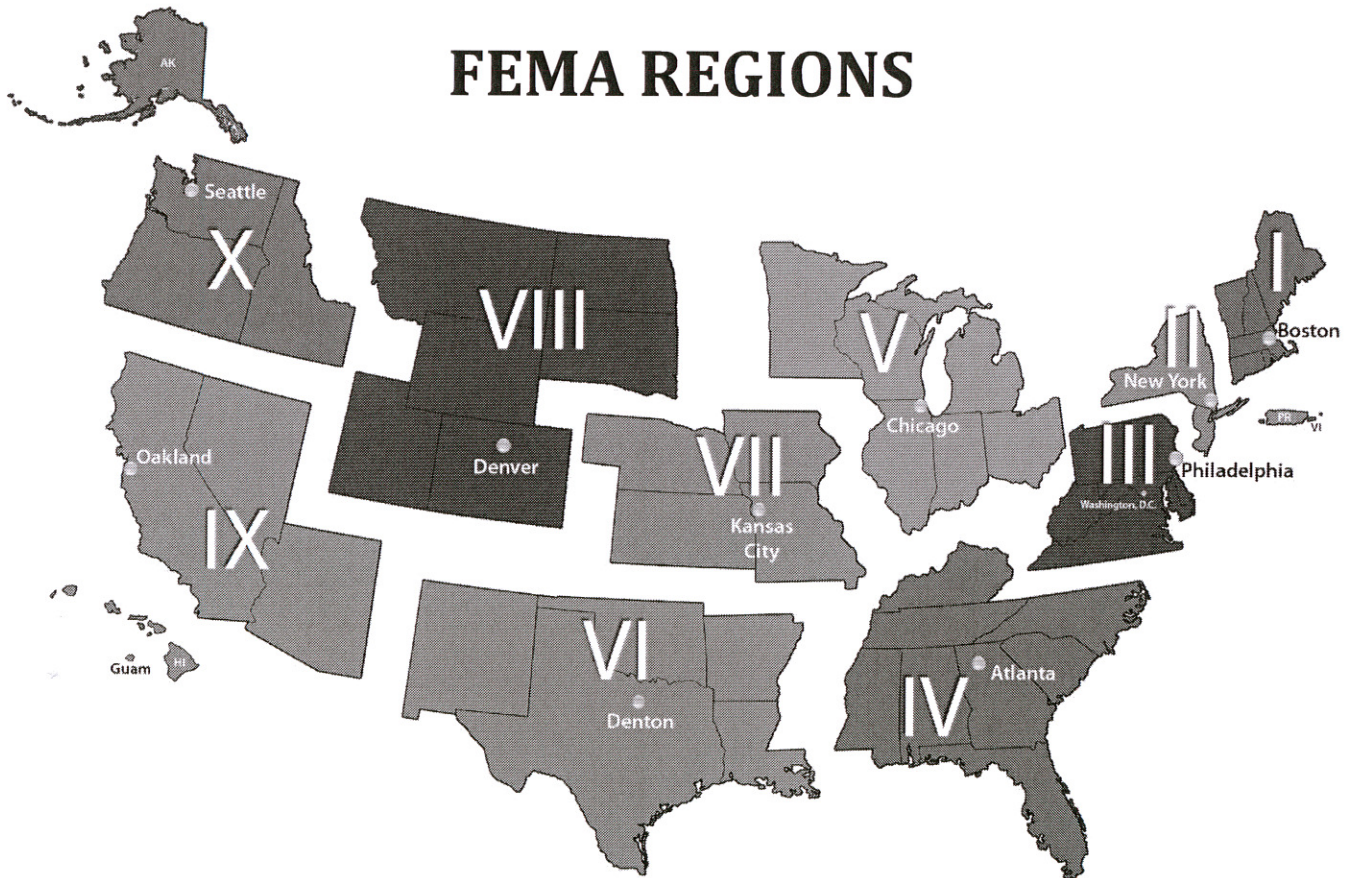 FEMA REGIONS
AK
Seattle
X
VIII
I
V
II
Boston
New York
Chicago
PR
VI
Oakland
Denver
VII
III
Philadelphia
Washington, D.C.
Kansas
City
IX
VI
Guam
HI
Denton
IV
Atlanta